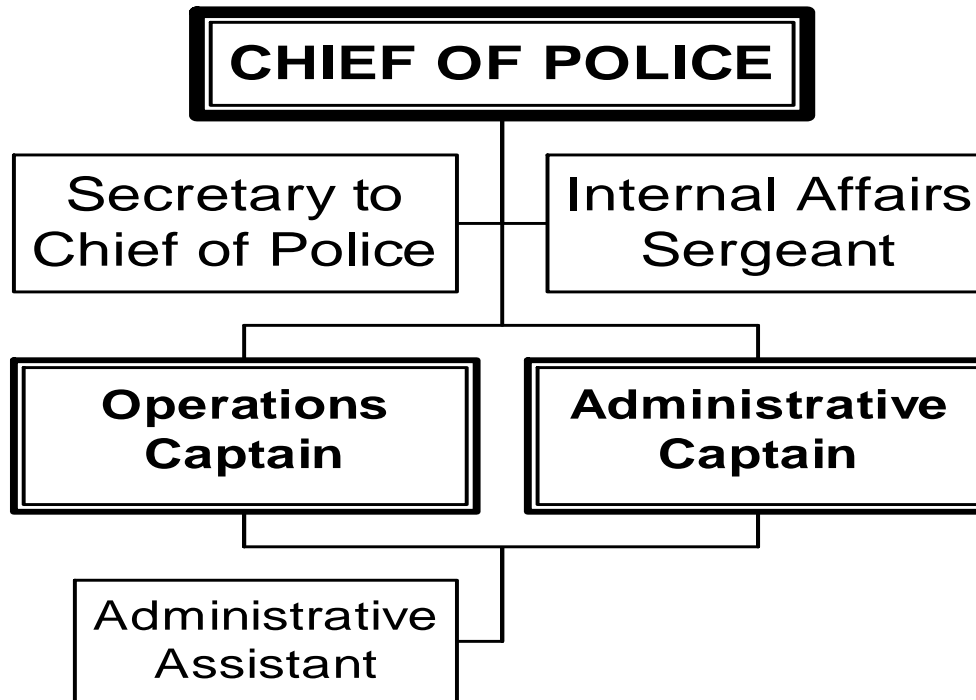 CHIEF OF POLICE
Secretary to
Chief of Police
Internal Affairs
Sergeant
Operations
Captain
Administrative
Captain
Administrative
Assistant